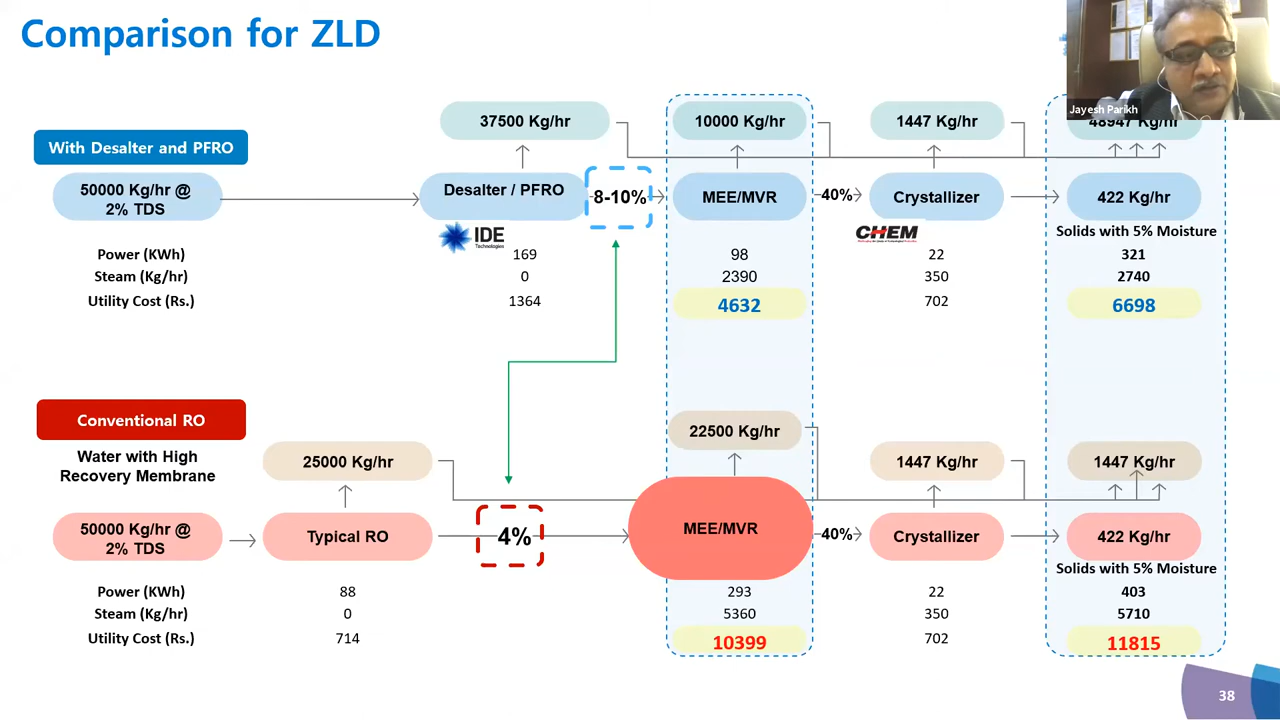 Comparison for ZLD
Jayesh Parikh
37500 Kg/hr
10000 Kg/hr
1447 Kg/hr
48947 Kg/hr
With Desalter and PFRO
50000 Kg/hr @
2% TDS
Desalter / PFRO
8-10%
MEE/MVR
40%
Crystallizer
422 Kg/hr
IDE
Technologies
CHEM
Solids with 5% Moisture
Power (KWh) 169 98 22 321
Steam (Kg/hr) 0 2390 350 2740
Utility Cost (Rs.) 1364 4632 702 6698
Conventional RO
Water with High
Recovery Membrane
25000 Kg/hr
22500 Kg/hr
1447 Kg/hr
1447 Kg/hr
50000 Kg/hr @
2% TDS
Typical RO
4%
MEE/MVR
40%
Crystallizer
422 Kg/hr
Solids with 5% Moisture
Power (KWh) 88 293 22 403
Steam (Kg/hr) 0 5360 350 5710
Utility Cost (Rs.) 714 10399 702 11815
38